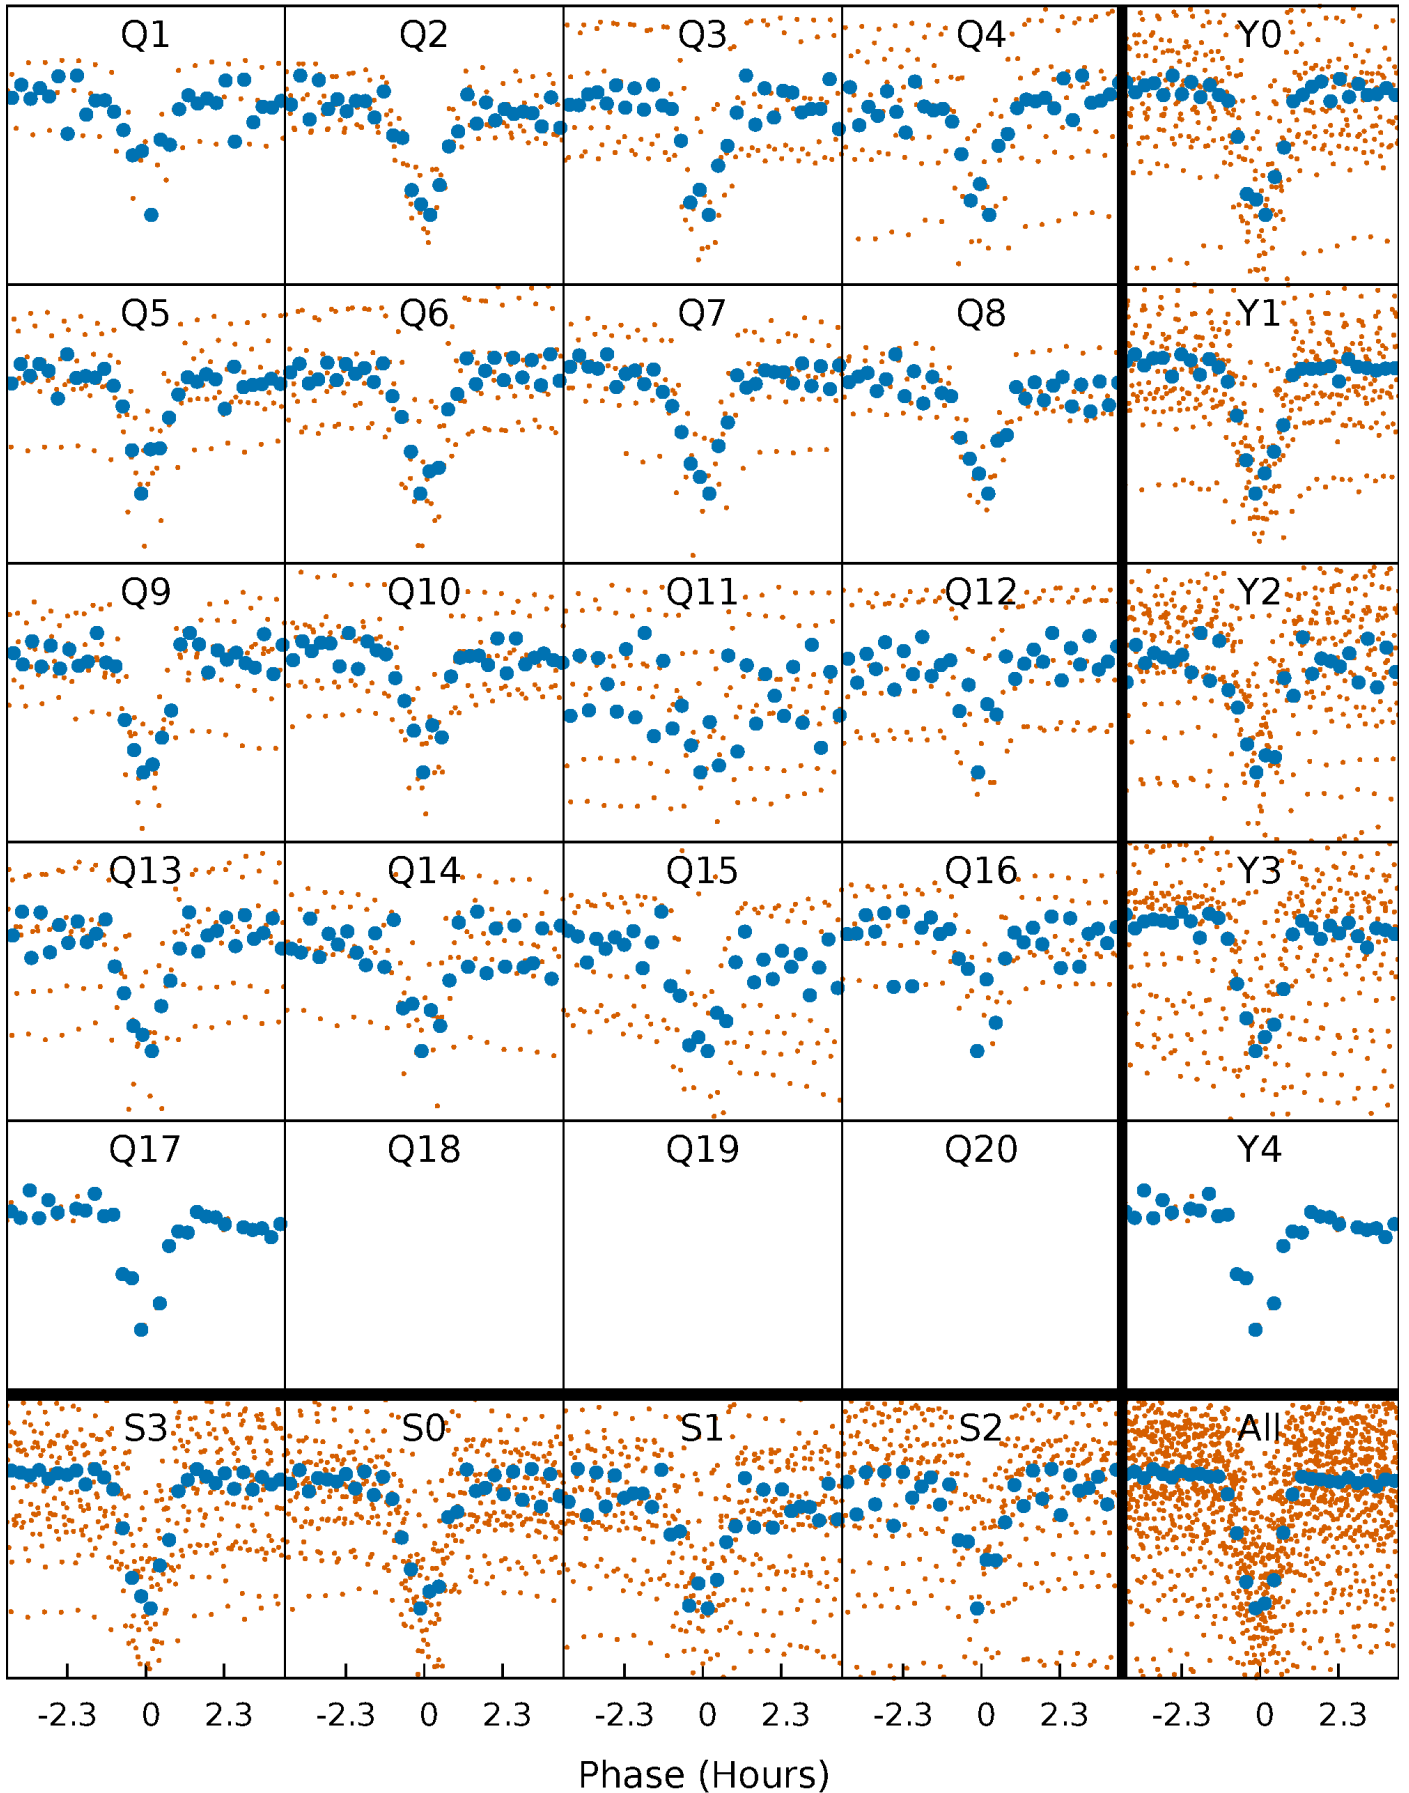 Q1 Q2 Q3 Q4 Y0
Q5 Q6 Q7 Q8 Y1
Q9 Q10 Q11 Q12 Y2
Q13 Q14 Q15 Q16 Y3
Q17 Q18 Q19 Q20 Y4
S3 S0 S1 S2 All
-2.3 0 2.3 -2.3 0 2.3 -2.3 0 2.3 -2.3 0 2.3 -2.3 0 2.3
Phase (Hours)